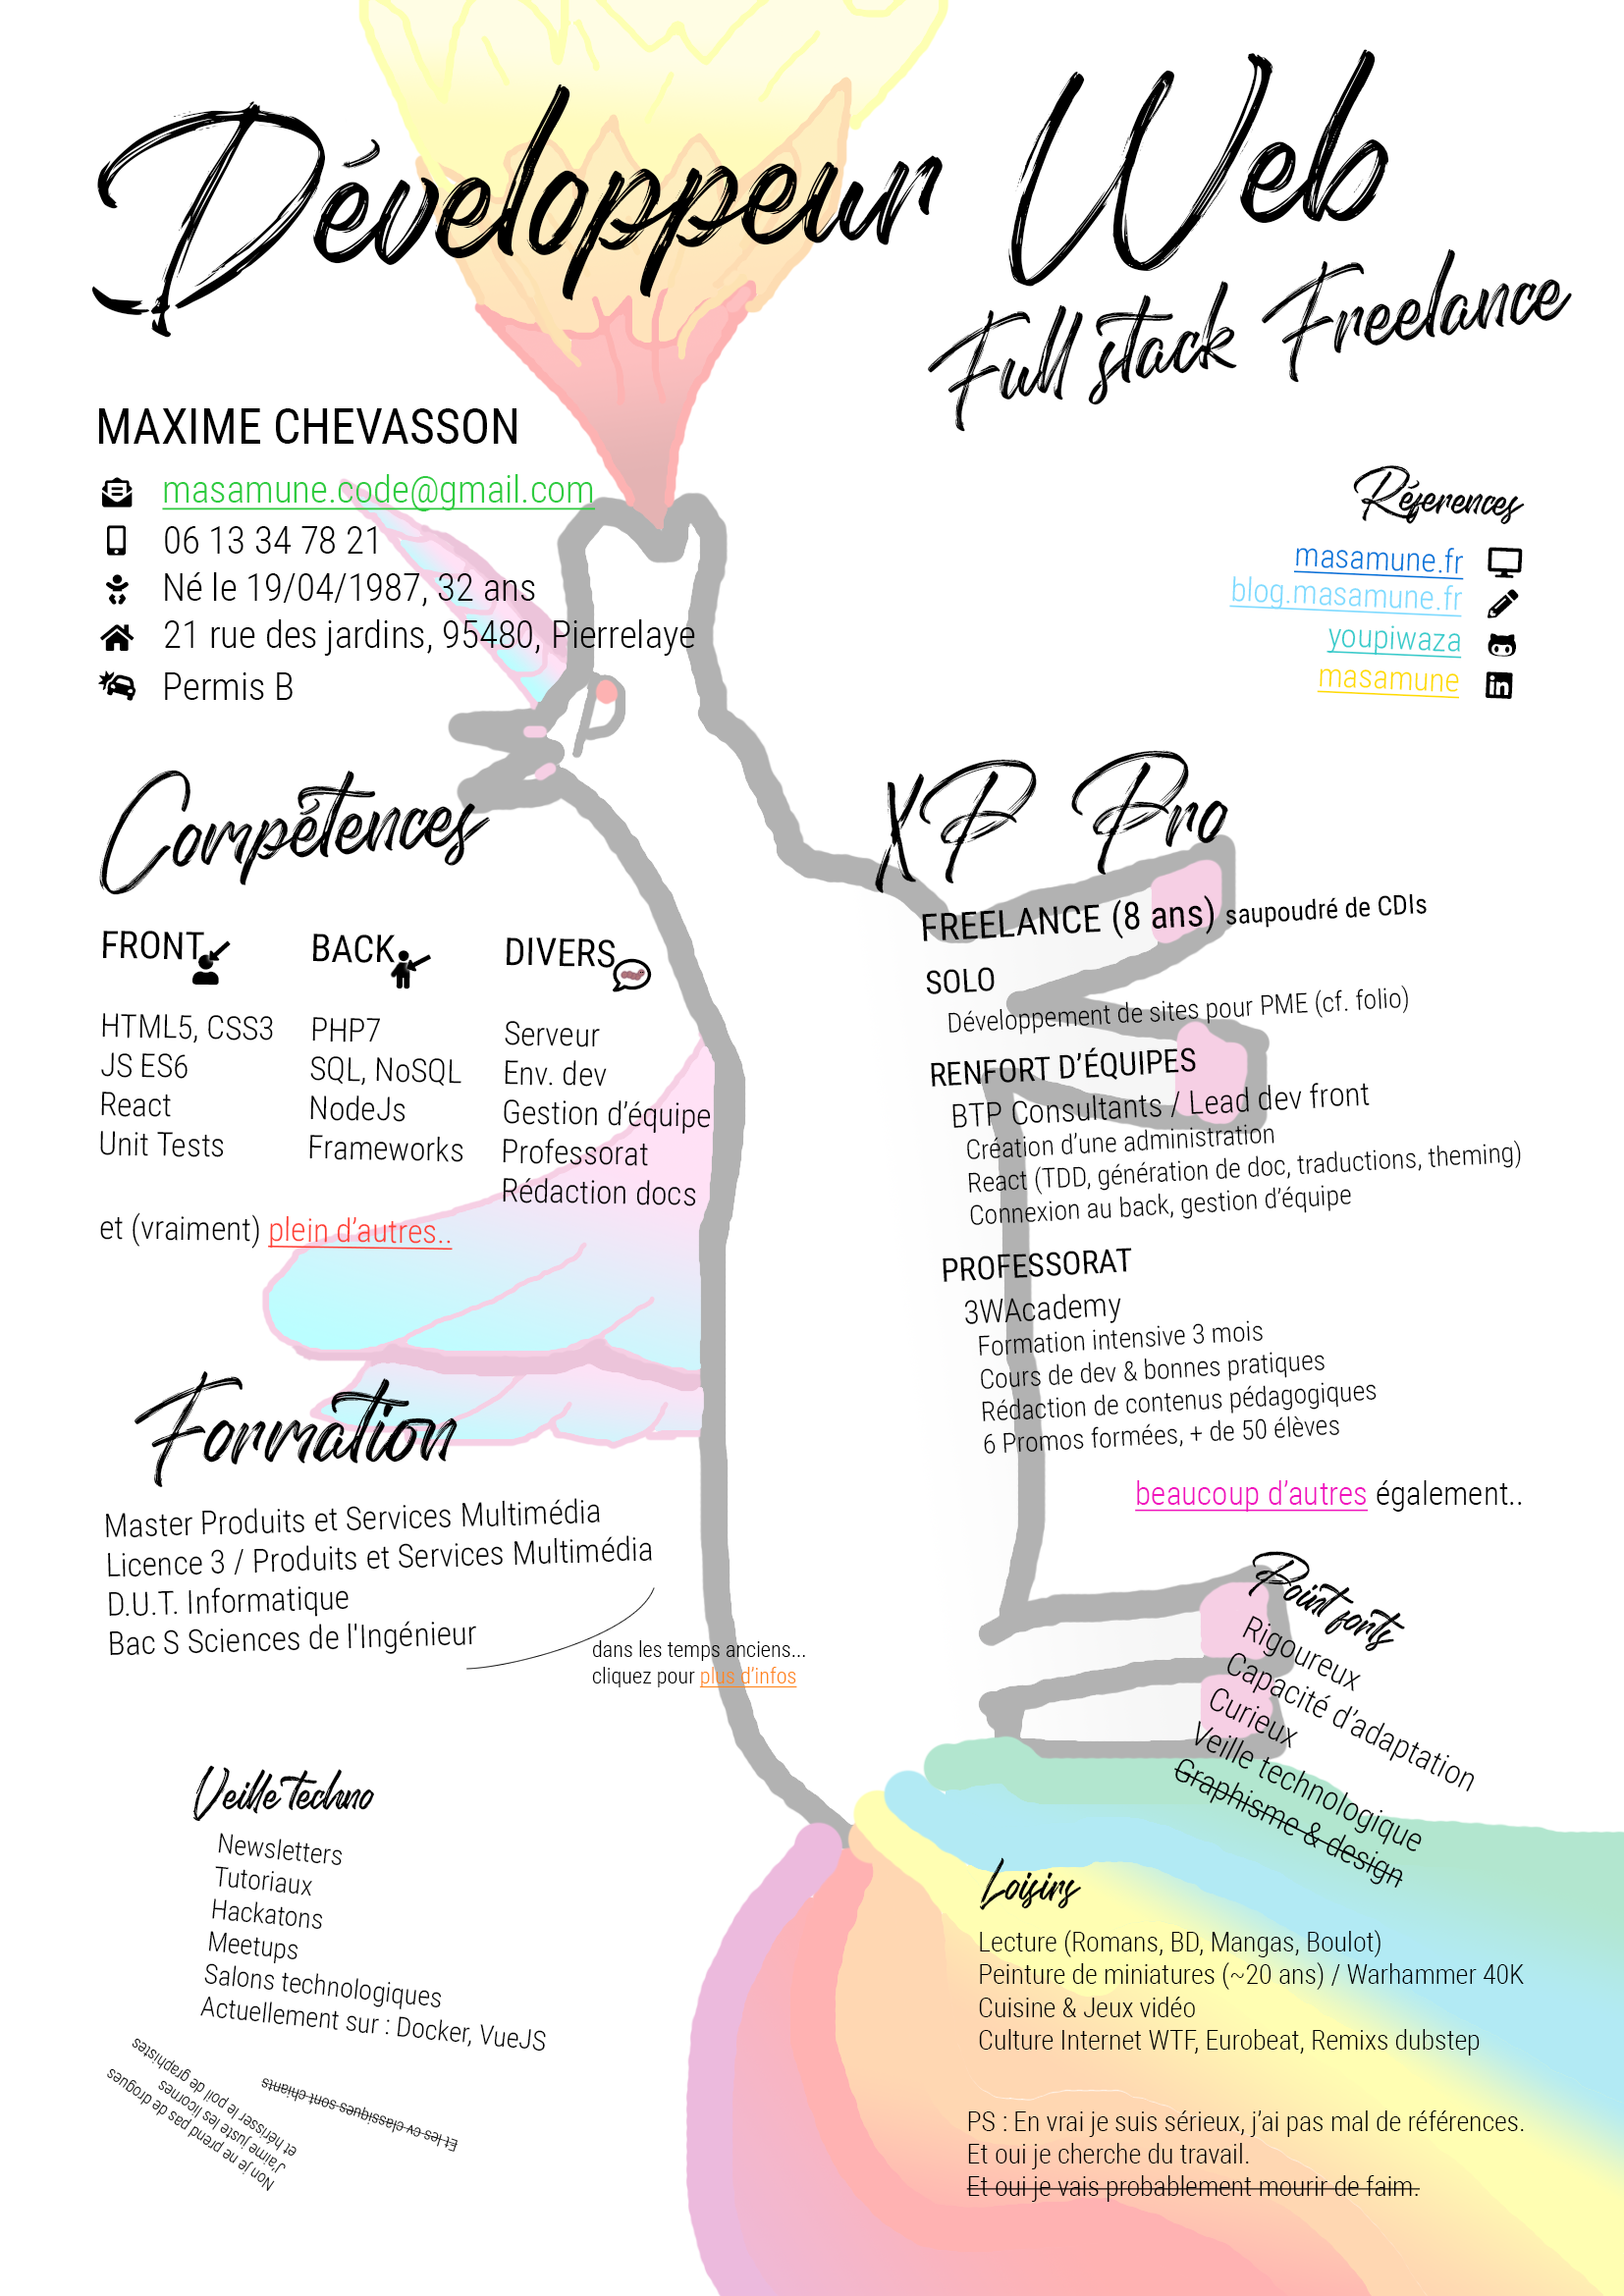 Développeur Web
Full stack Freelance
MAXIME CHEVASSON
masamune.code@gmail.com
06 13 34 78 21
Né le 19/04/1987, 32 ans
21 rue des jardins, 95480, Pierrelaye
Permis B
Réferences
masamune.fr
blog.masamune.fr
youpiwaza
masamune
in
Compétences
FRONT
HTML5, CSS3
JS ES6
React
Unit Tests
BACK
PHP7
SQL, NoSQL
NodeJs
Frameworks
DIVERS
Serveur
Env. dev
Gestion d’équipe
Professorat
Rédaction docs
et (vraiment) plein d’autres..
XP Pro
FREELANCE (8 ans) saupoudré de CDIs
SOLO
Développement de sites pour PME (cf. folio)
RENFORT D’ÉQUIPES
BTP Consultants / Lead dev front
Création d’une administration
React (TDD, génération de doc, traductions, theming)
Connexion au back, gestion d’équipe
PROFESSORAT
3WAcademy
Formation intensive 3 mois
Cours de dev & bonnes pratiques
Rédaction de contenus pédagogiques
6 Promos formées, + de 50 élèves
beaucoup d’autres également..
Formation
Master Produits et Services Multimédia
Licence 3 / Produits et Services Multimédia
D.U.T. Informatique
Bac S Sciences de l'Ingénieur
dans les temps anciens...
cliquez pour plus d’infos
Point forts
Rigoureux
Capacité d’adaptation
Curieux
Veille technologique
Graphisme & design
Veille techno
Newsletters
Tutoriaux
Hackatons
Meetups
Salons technologiques
Actuellement sur : Docker, VueJS
Non je ne prend pas de drogues
J’aime juste les licornes
et hérisser le poil de graphistes
Et les cv classiques sont chiants
Loisirs
Lecture (Romans, BD, Mangas, Boulot)
Peinture de miniatures (~20 ans) / Warhammer 40K
Cuisine & Jeux vidéo
Culture Internet WTF, Eurobeat, Remixs dubstep
PS : En vrai je suis sérieux, j’ai pas mal de références.
Et oui je cherche du travail.
Et oui je vais probablement mourir de faim.